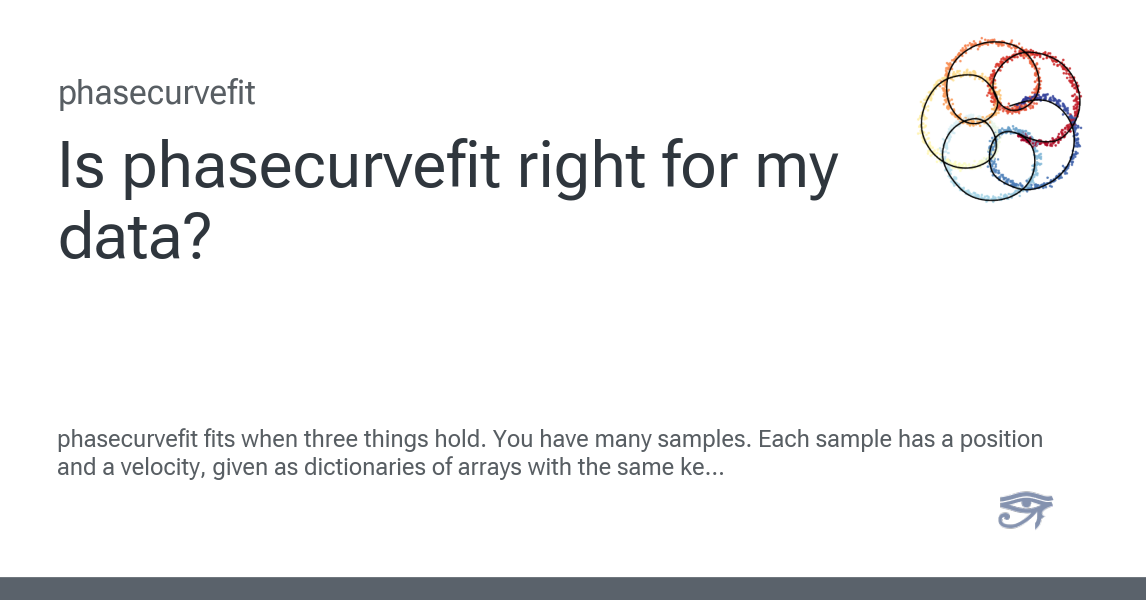 phasecurvefit
Is phasecurvefit right for my
data?
phasecurvefit fits when three things hold. You have many samples. Each sample has a position
and a velocity, given as dictionaries of arrays with the same ke...